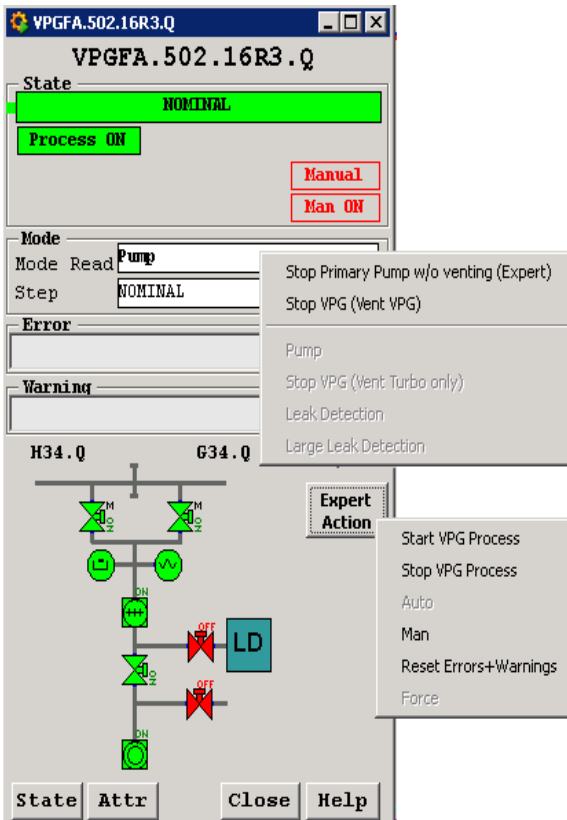 VPGFA.502.16R3.Q
VPGFA.502.16R3.Q
State
NOMINAL
Process ON
Manual
Man ON
Mode
Mode Read Pump
Step NOMINAL
Error
Warning
Stop Primary Pump w/o venting (Expert)
Stop VPG (Vent VPG)
Pump
Stop VPG (Vent Turbo only)
Leak Detection
Large Leak Detection
H34.Q G34.Q
M M
ON ON
Expert
Action
Start VPG Process
Stop VPG Process
Auto
Man
Reset Errors+Warnings
Force
ON
OFF
LD
ON
OFF
ON
State Attr Close Help